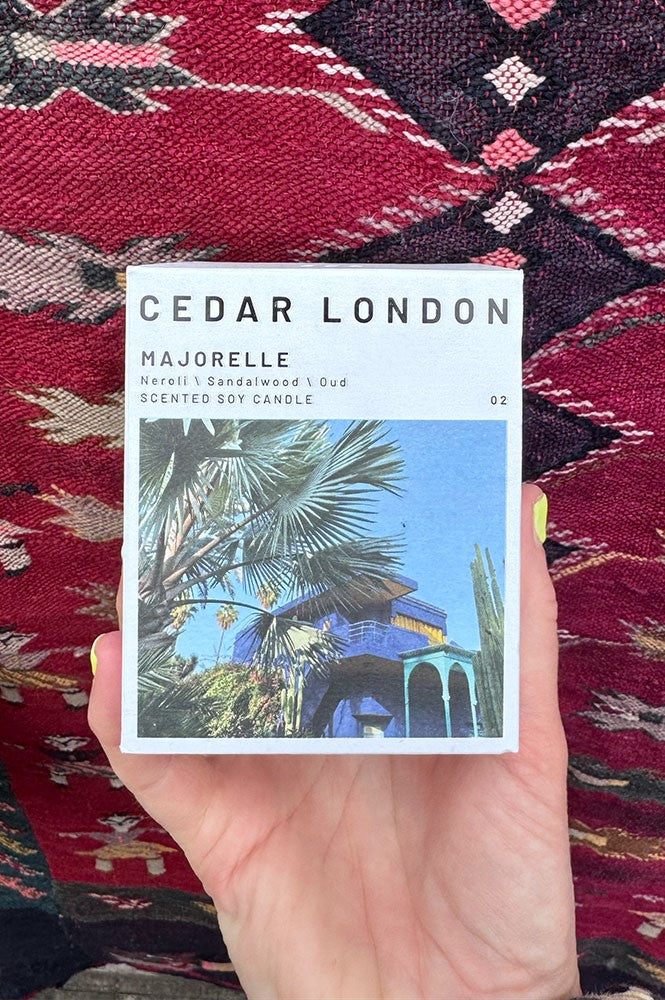 CEDAR LONDON
MAJORELLE
Neroli \ Sandalwood \ Oud
SCENTED SOY CANDLE 02